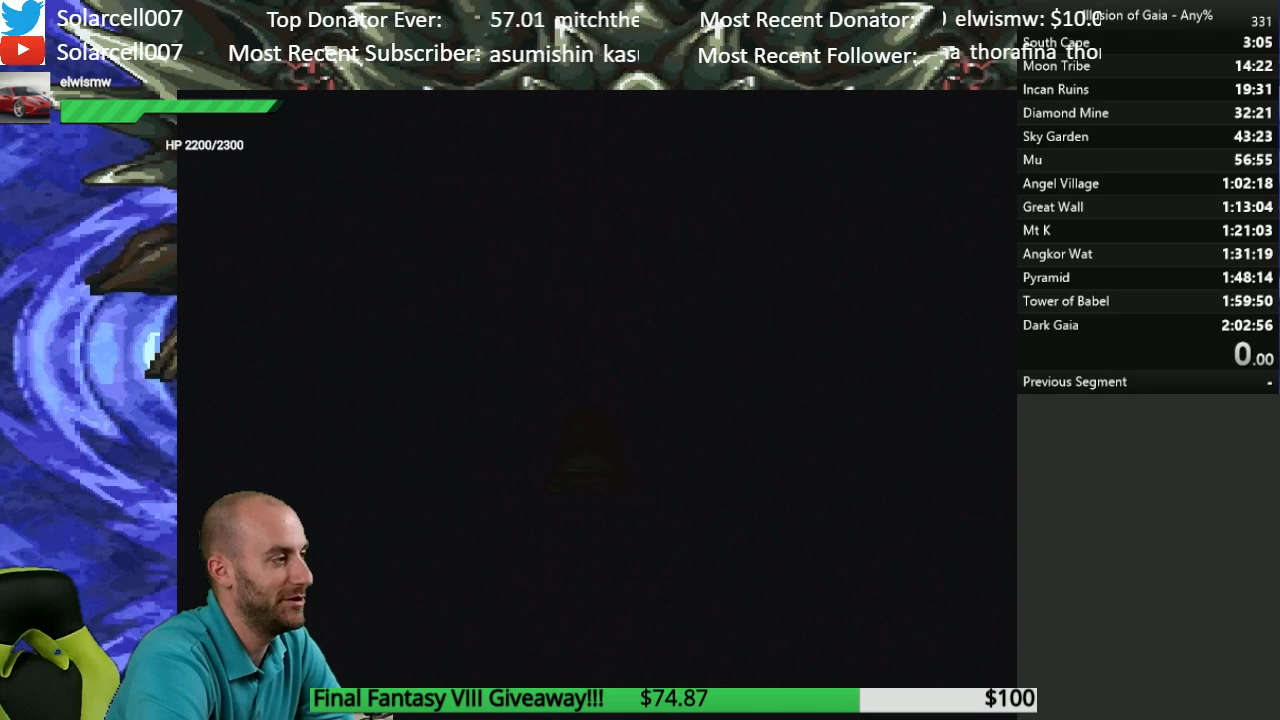 Solarcell007
Top Donator Ever: 57.01 mitchthe
Most Recent Donator: ) elwismw: $10.0
Solarcell007
Most Recent Subscriber: asumishin kas
Most Recent Follower: na thorafina tho
elwismw
HP 2200/2300
Illusion of Gaia - Any%
331
South Cape 3:05
Moon Tribe 14:22
Incan Ruins 19:31
Diamond Mine 32:21
Sky Garden 43:23
Mu 56:55
Angel Village 1:02:18
Great Wall 1:13:04
Mt K 1:21:03
Angkor Wat 1:31:19
Pyramid 1:48:14
Tower of Babel 1:59:50
Dark Gaia 2:02:56
0.00
Previous Segment -
Final Fantasy VIII Giveaway!!! $74.87 $100